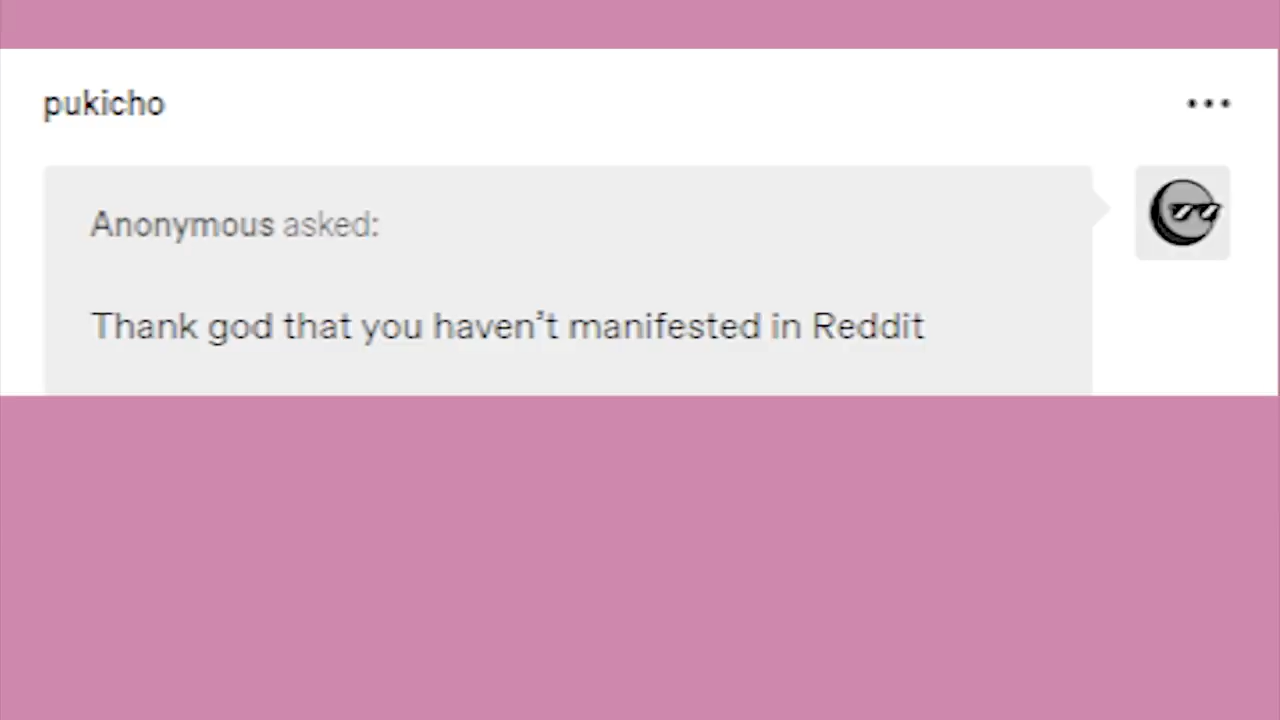 pukicho
Anonymous asked:
Thank god that you haven’t manifested in Reddit